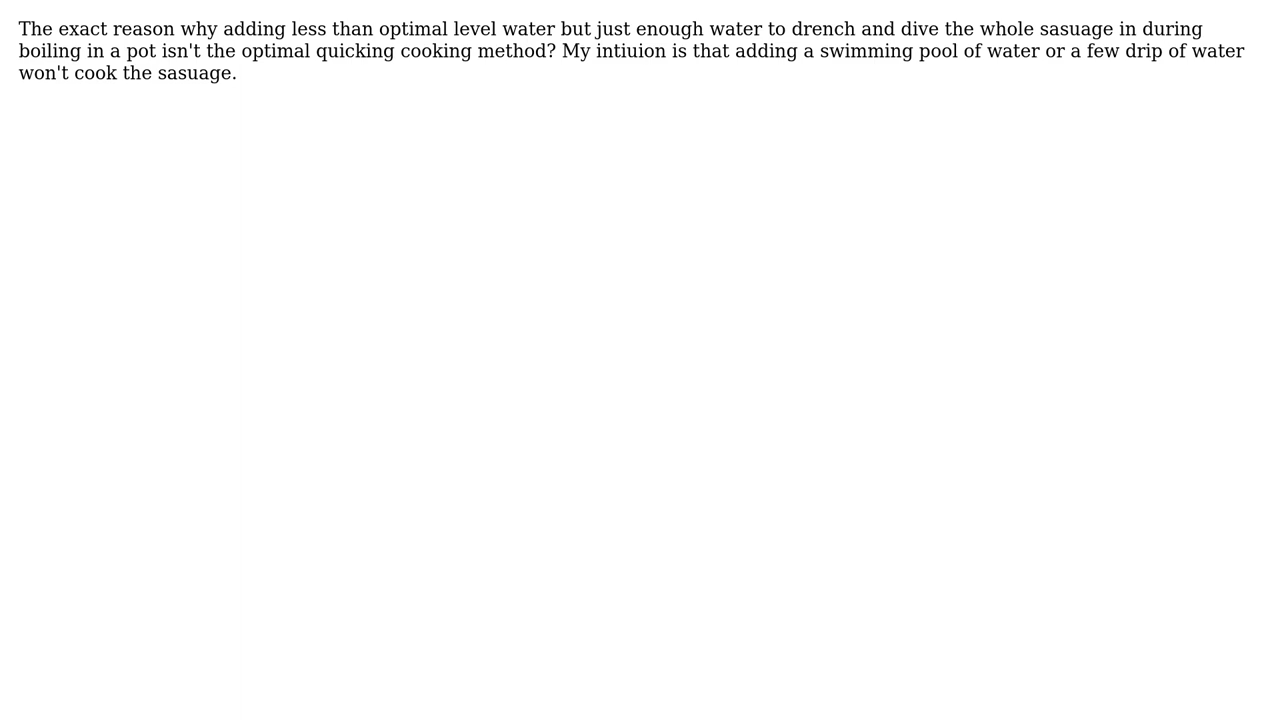 The exact reason why adding less than optimal level water but just enough water to drench and dive the whole sasuage in during
boiling in a pot isn't the optimal quicking cooking method? My intiuion is that adding a swimming pool of water or a few drip of water
won't cook the sasuage.